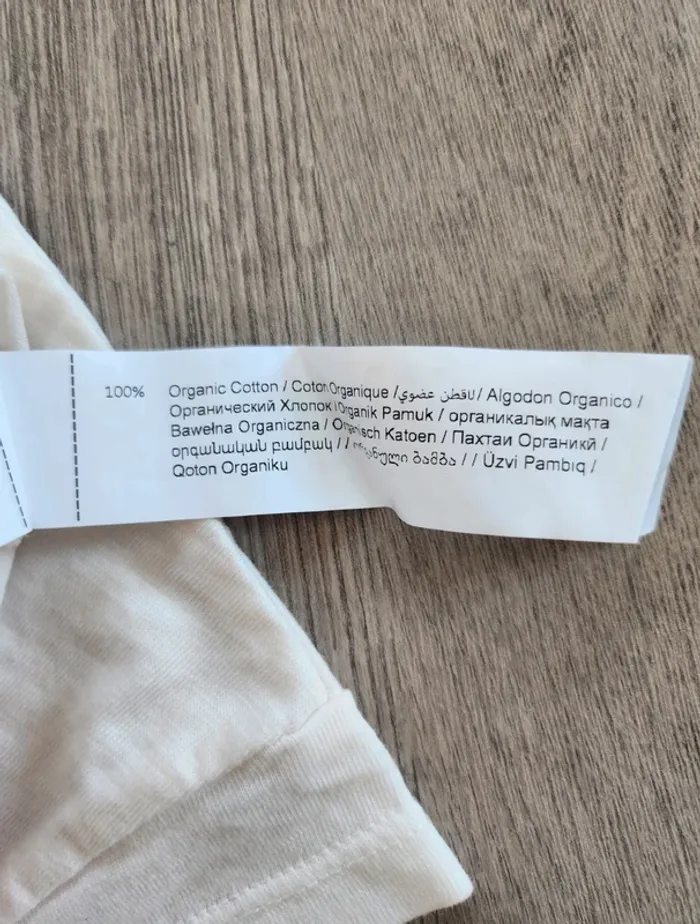 100% Organic Cotton / Coton Organique / قطن عضوي / Algodon Organico /
Органический Хлопок / Organik Pamuk / органикалық мақта
Bawełna Organiczna / Organisch Katoen / Пахтаи Органикӣ /
օրգանական բամբակ / / ორგანული ბამბა / / Üzvi Pambıq /
Qoton Organiku